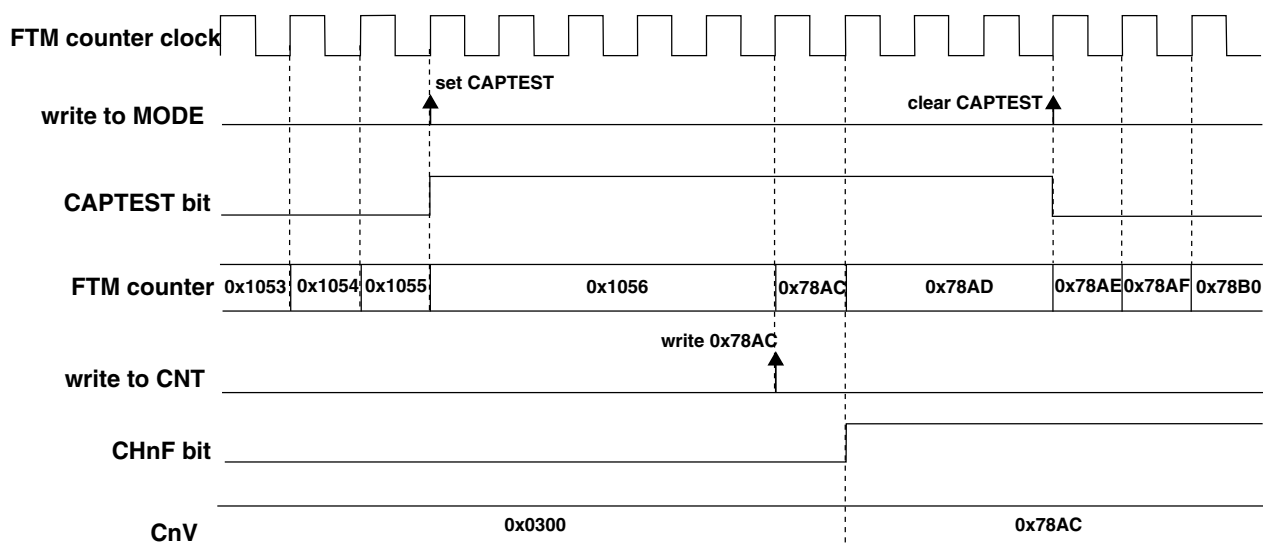 FTM counter clock
set CAPTEST
write to MODE
clear CAPTEST
CAPTEST bit
FTM counter 0x1053 0x1054 0x1055 0x1056 0x78AC 0x78AD 0x78AE 0x78AF 0x78B0
write 0x78AC
write to CNT
CHnF bit
CnV 0x0300 0x78AC